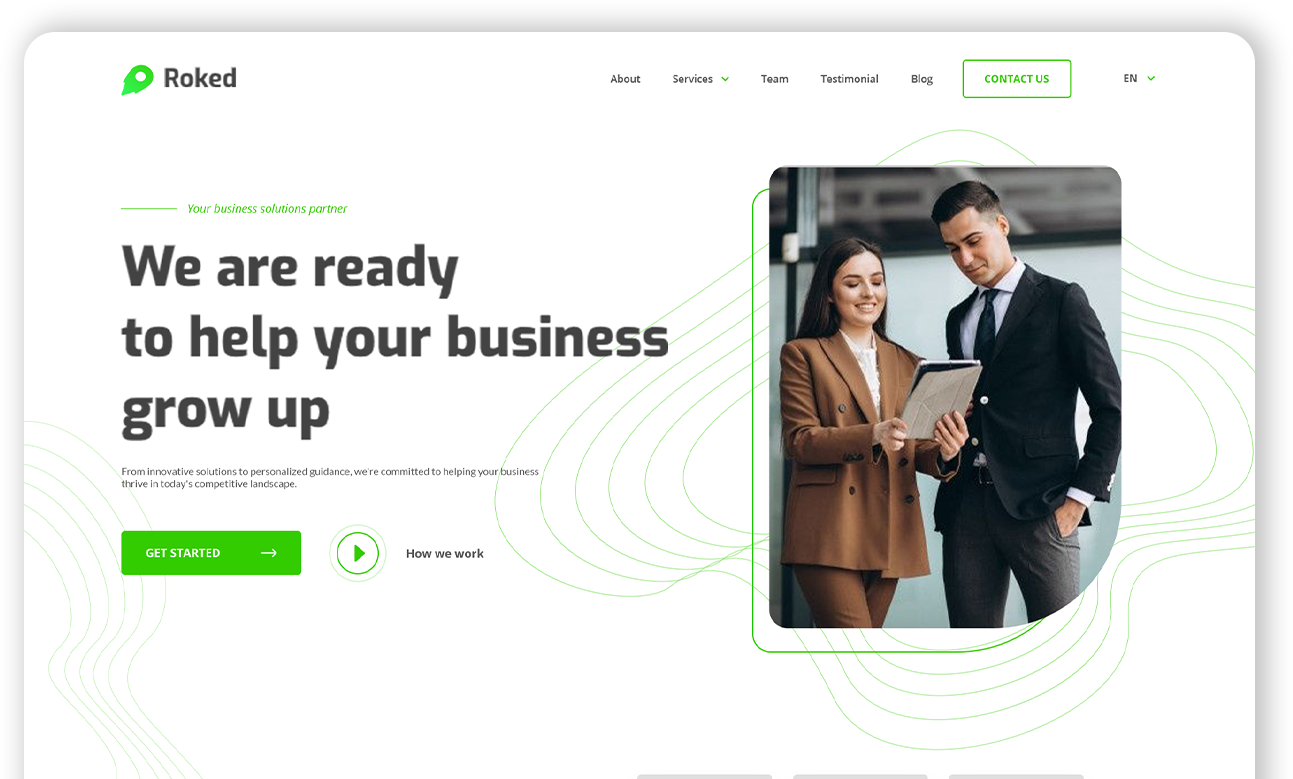 Roked
About
Services
Team
Testimonial
Blog
CONTACT US
EN
Your business solutions partner
We are ready
to help your business
grow up
From innovative solutions to personalized guidance, we're committed to helping your business
thrive in today's competitive landscape.
GET STARTED
How we work